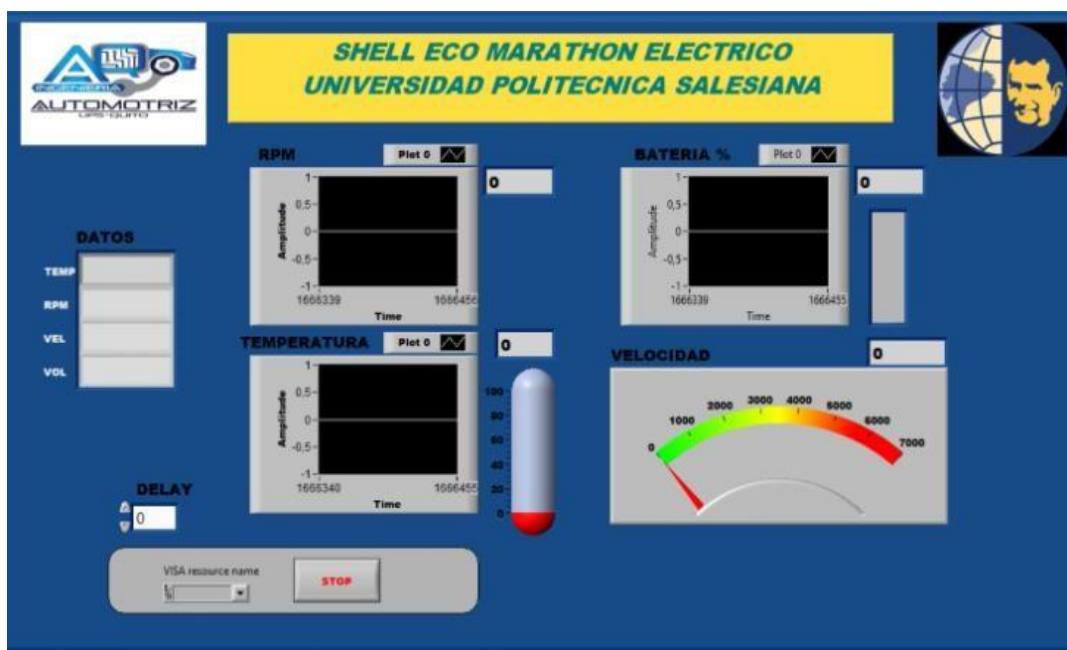 SHELL ECO MARATHON ELECTRICO
UNIVERSIDAD POLITECNICA SALESIANA
INGENIERIA
AUTOMOTRIZ
UPS-QUITO
RPM
Plot 0
0
1
0,5
0
-0,5
-1
Amplitude
1666339
1666456
Time
BATERIA %
Plot 0
0
1
0,5
0
-0,5
-1
Amplitude
1666339
1666455
Time
DATOS
TEMP
RPM
VEL
VOL
TEMPERATURA
Plot 0
0
1
0,5
0
-0,5
-1
Amplitude
1666340
1666455
Time
100
80
60
40
20
0
VELOCIDAD
0
0
1000
2000
3000
4000
5000
6000
7000
DELAY
0
VISA resource name
STOP